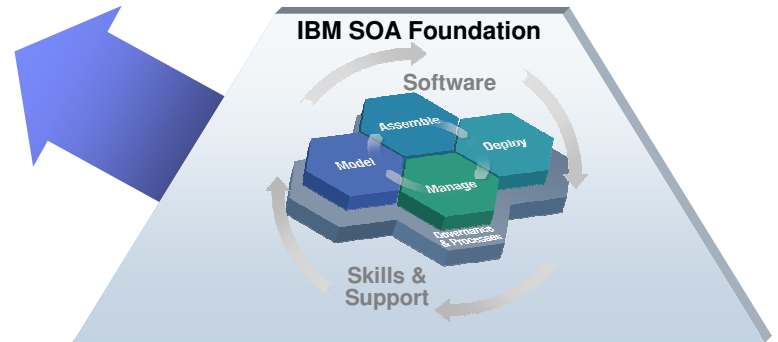 IBM SOA Foundation
Software
Assemble
Deploy
Model
Manage
Governance
& Processes
Skills &
Support